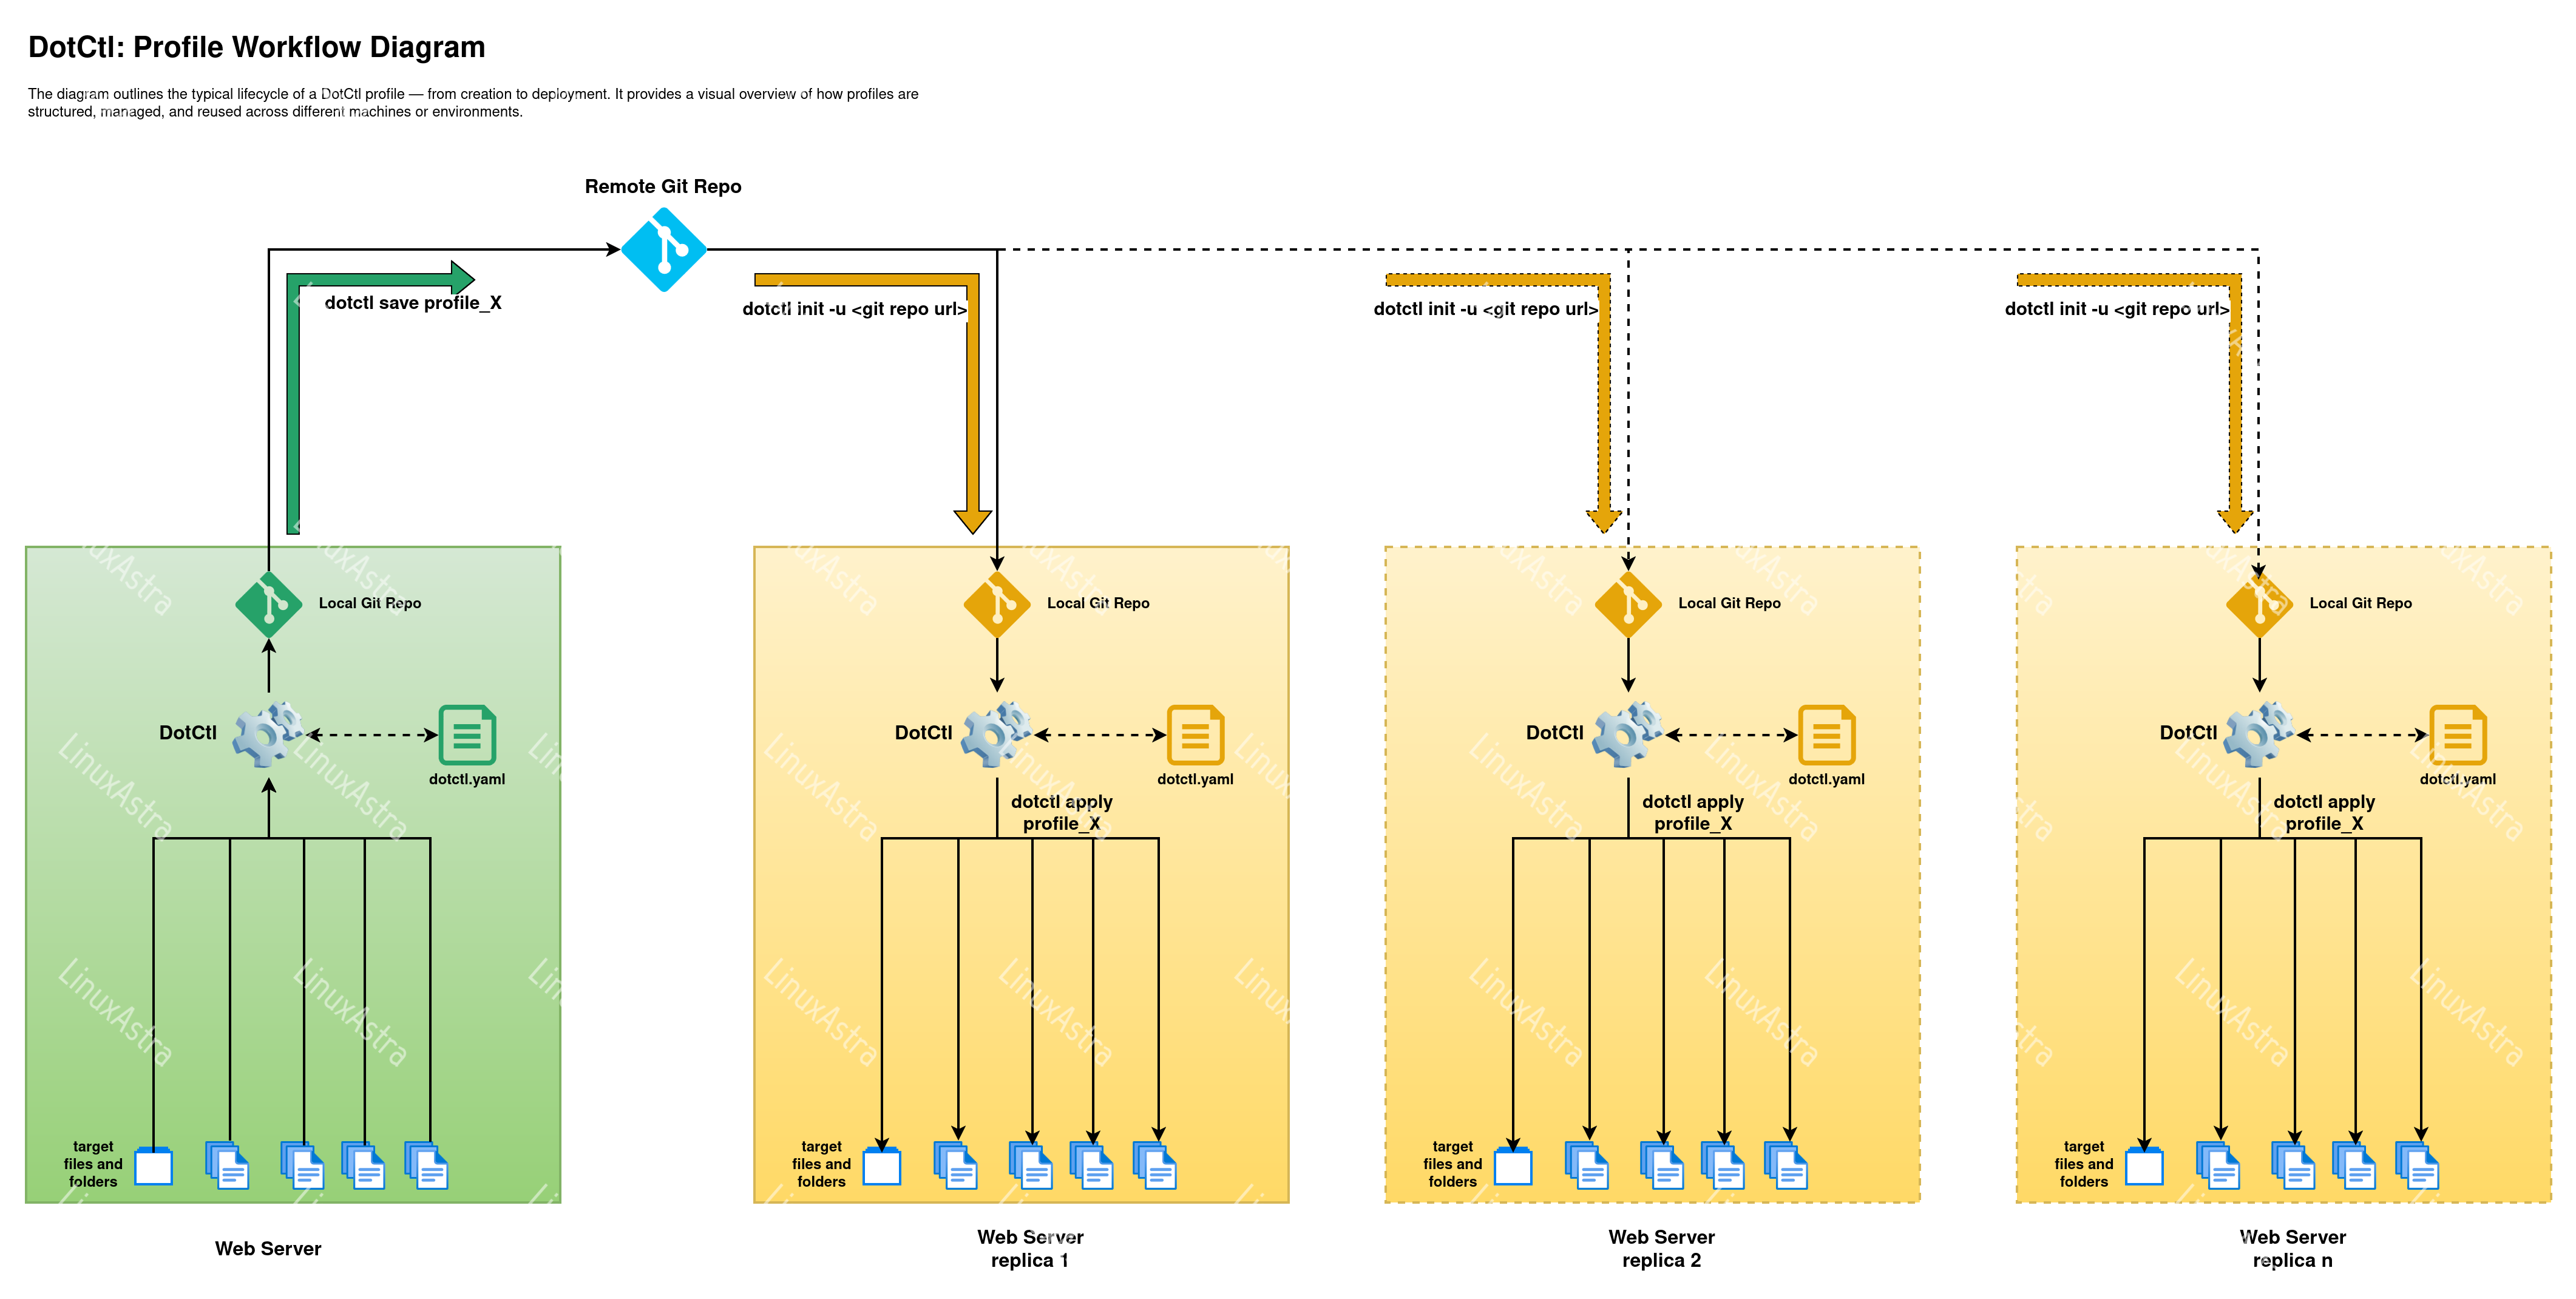 DotCtl: Profile Workflow Diagram
The diagram outlines the typical lifecycle of a DotCtl profile — from creation to deployment. It provides a visual overview of how profiles are
structured, managed, and reused across different machines or environments.
Remote Git Repo
dotctl save profile_X
dotctl init -u <git repo url>
dotctl init -u <git repo url>
dotctl init -u <git repo url>
Local Git Repo
DotCtl
dotctl.yaml
target
files and
folders
Web Server
Local Git Repo
DotCtl
dotctl.yaml
dotctl apply
profile_X
target
files and
folders
Web Server
replica 1
Local Git Repo
DotCtl
dotctl.yaml
dotctl apply
profile_X
target
files and
folders
Web Server
replica 2
Local Git Repo
DotCtl
dotctl.yaml
dotctl apply
profile_X
target
files and
folders
Web Server
replica n
LinuxAstra